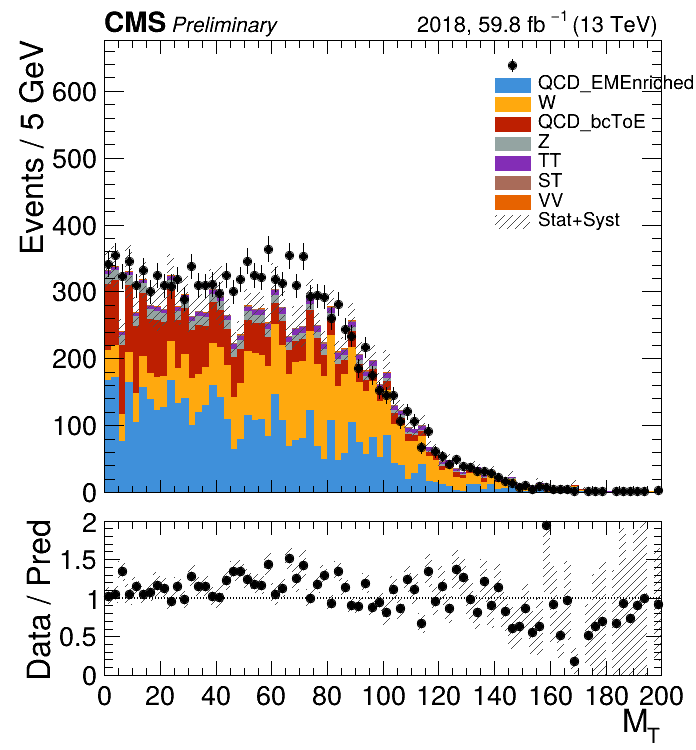 CMS Preliminary 2018, 59.8 fb⁻¹ (13 TeV)
Events / 5 GeV
600
500
400
300
200
100
0
QCD_EMEnriched
W
QCD_bcToE
Z
TT
ST
VV
Stat+Syst
Data / Pred
2
1.5
1
0.5
0
0 20 40 60 80 100 120 140 160 180 200
M_T